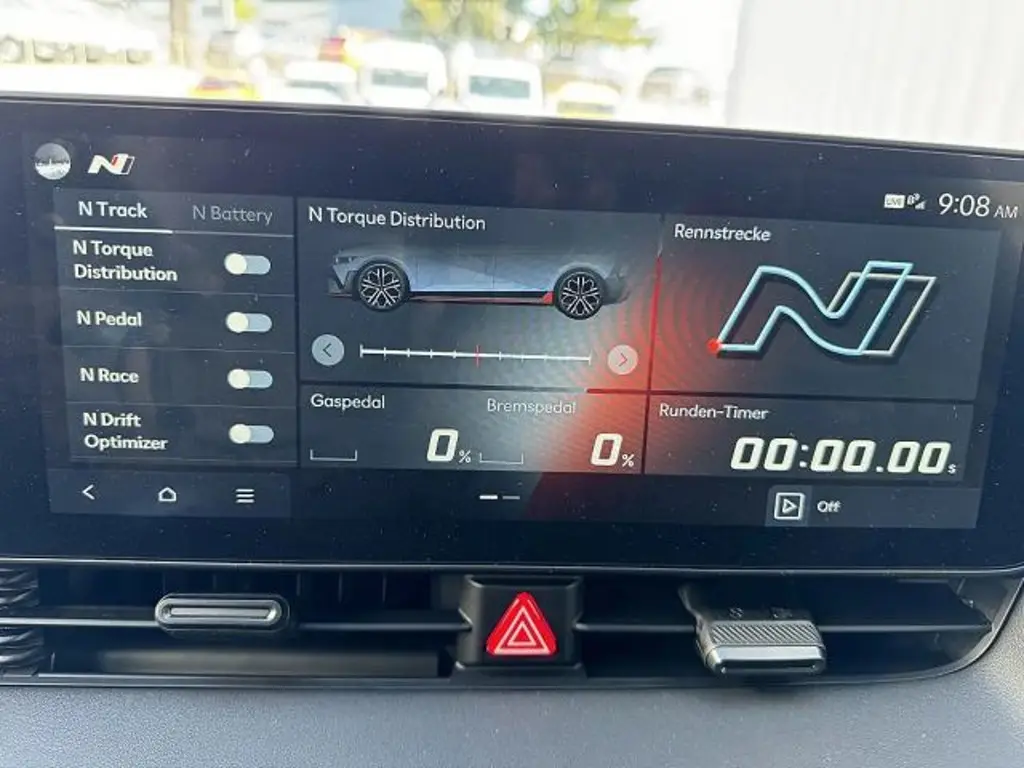 N
9:08 AM
N Track
N Battery
N Torque
Distribution
N Pedal
N Race
N Drift
Optimizer
N Torque Distribution
Gaspedal
0%
Bremspedal
0%
Rennstrecke
Runden-Timer
00:00.00s
Off